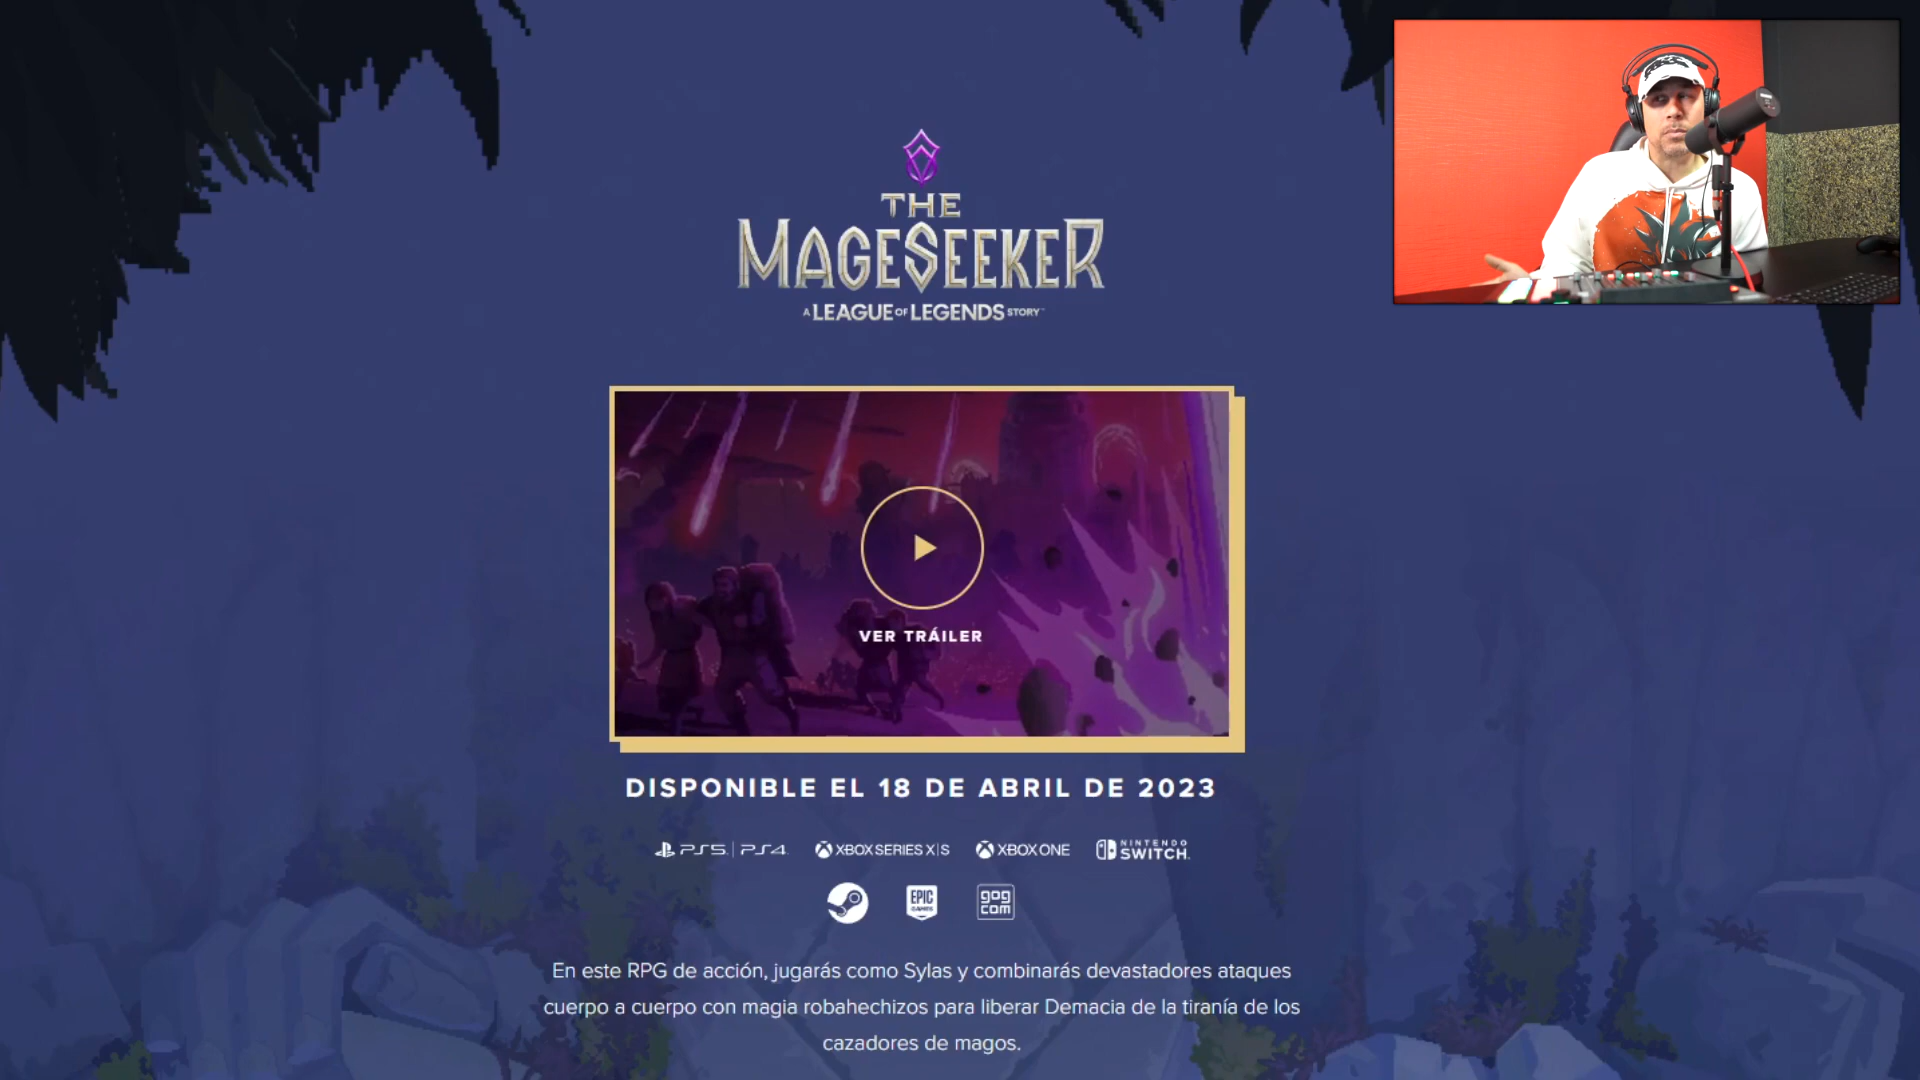 THE
MAGESEEKER
A LEAGUE OF LEGENDS STORY™
VER TRÁILER
DISPONIBLE EL 18 DE ABRIL DE 2023
PS5 | PS4 XBOX SERIES X|S XBOX ONE NINTENDO SWITCH
EPIC GAMES GOG COM
En este RPG de acción, jugarás como Sylas y combinarás devastadores ataques
cuerpo a cuerpo con magia robahechizos para liberar Demacia de la tiranía de los
cazadores de magos.